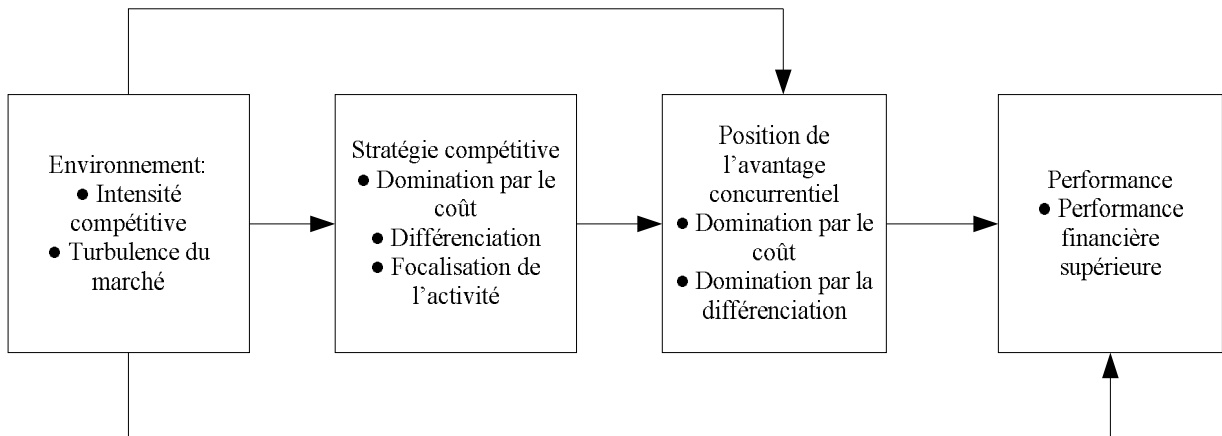 Environnement:
● Intensité
compétitive
● Turbulence du
marché
Stratégie compétitive
● Domination par le
coût
● Différenciation
● Focalisation de
l’activité
Position de
l’avantage
concurrentiel
● Domination par le
coût
● Domination par la
différenciation
Performance
● Performance
financière
supérieure